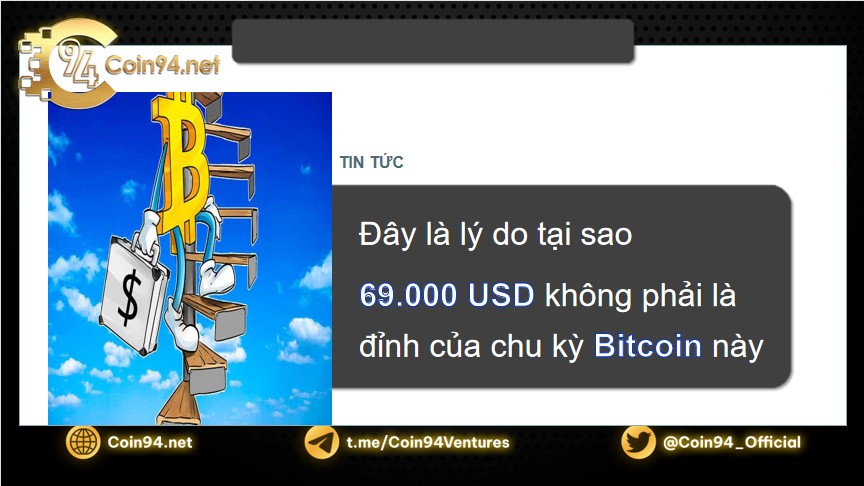 94 Coin94.net
TIN TỨC
Đây là lý do tại sao
69.000 USD không phải là
đỉnh của chu kỳ Bitcoin này
B
$
Coin94.net
t.me/Coin94Ventures
@Coin94_Official